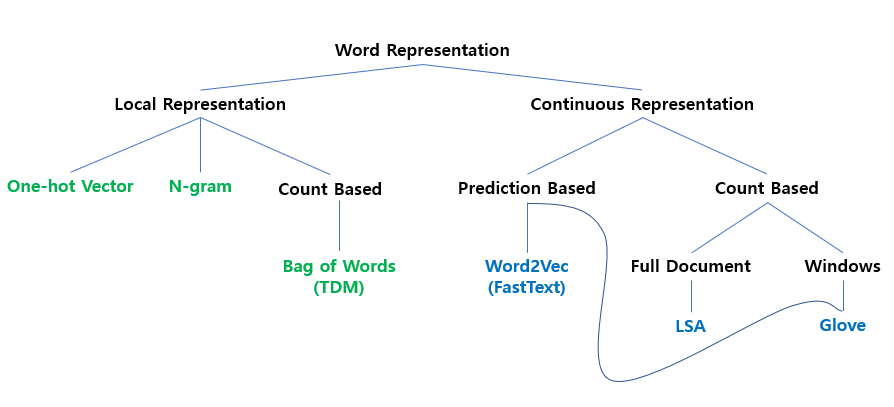 Word Representation
Local Representation
Continuous Representation
One-hot Vector
N-gram
Count Based
Prediction Based
Count Based
Bag of Words
(TDM)
Word2Vec
(FastText)
Full Document
Windows
LSA
Glove